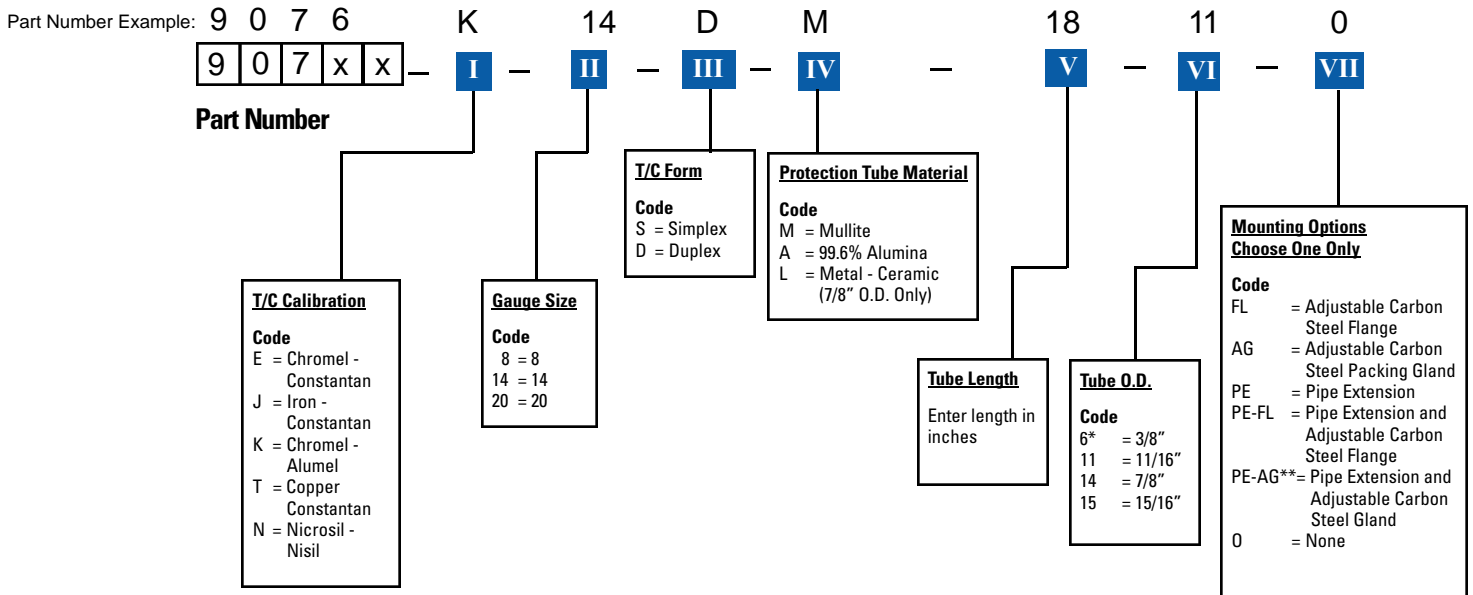 Part Number Example: 9 0 7 6 K 14 D M 18 11 0
9 0 7 x x – I – II – III – IV – V – VI – VII
Part Number
T/C Calibration
Code
E = Chromel -
Constantan
J = Iron -
Constantan
K = Chromel -
Alumel
T = Copper
Constantan
N = Nicrosil -
Nisil
Gauge Size
Code
8 = 8
14 = 14
20 = 20
T/C Form
Code
S = Simplex
D = Duplex
Protection Tube Material
Code
M = Mullite
A = 99.6% Alumina
L = Metal - Ceramic
(7/8” O.D. Only)
Tube Length
Enter length in
inches
Tube O.D.
Code
6* = 3/8”
11 = 11/16”
14 = 7/8”
15 = 15/16”
Mounting Options
Choose One Only
Code
FL = Adjustable Carbon
Steel Flange
AG = Adjustable Carbon
Steel Packing Gland
PE = Pipe Extension
PE-FL = Pipe Extension and
Adjustable Carbon
Steel Flange
PE-AG**= Pipe Extension and
Adjustable Carbon
Steel Gland
0 = None